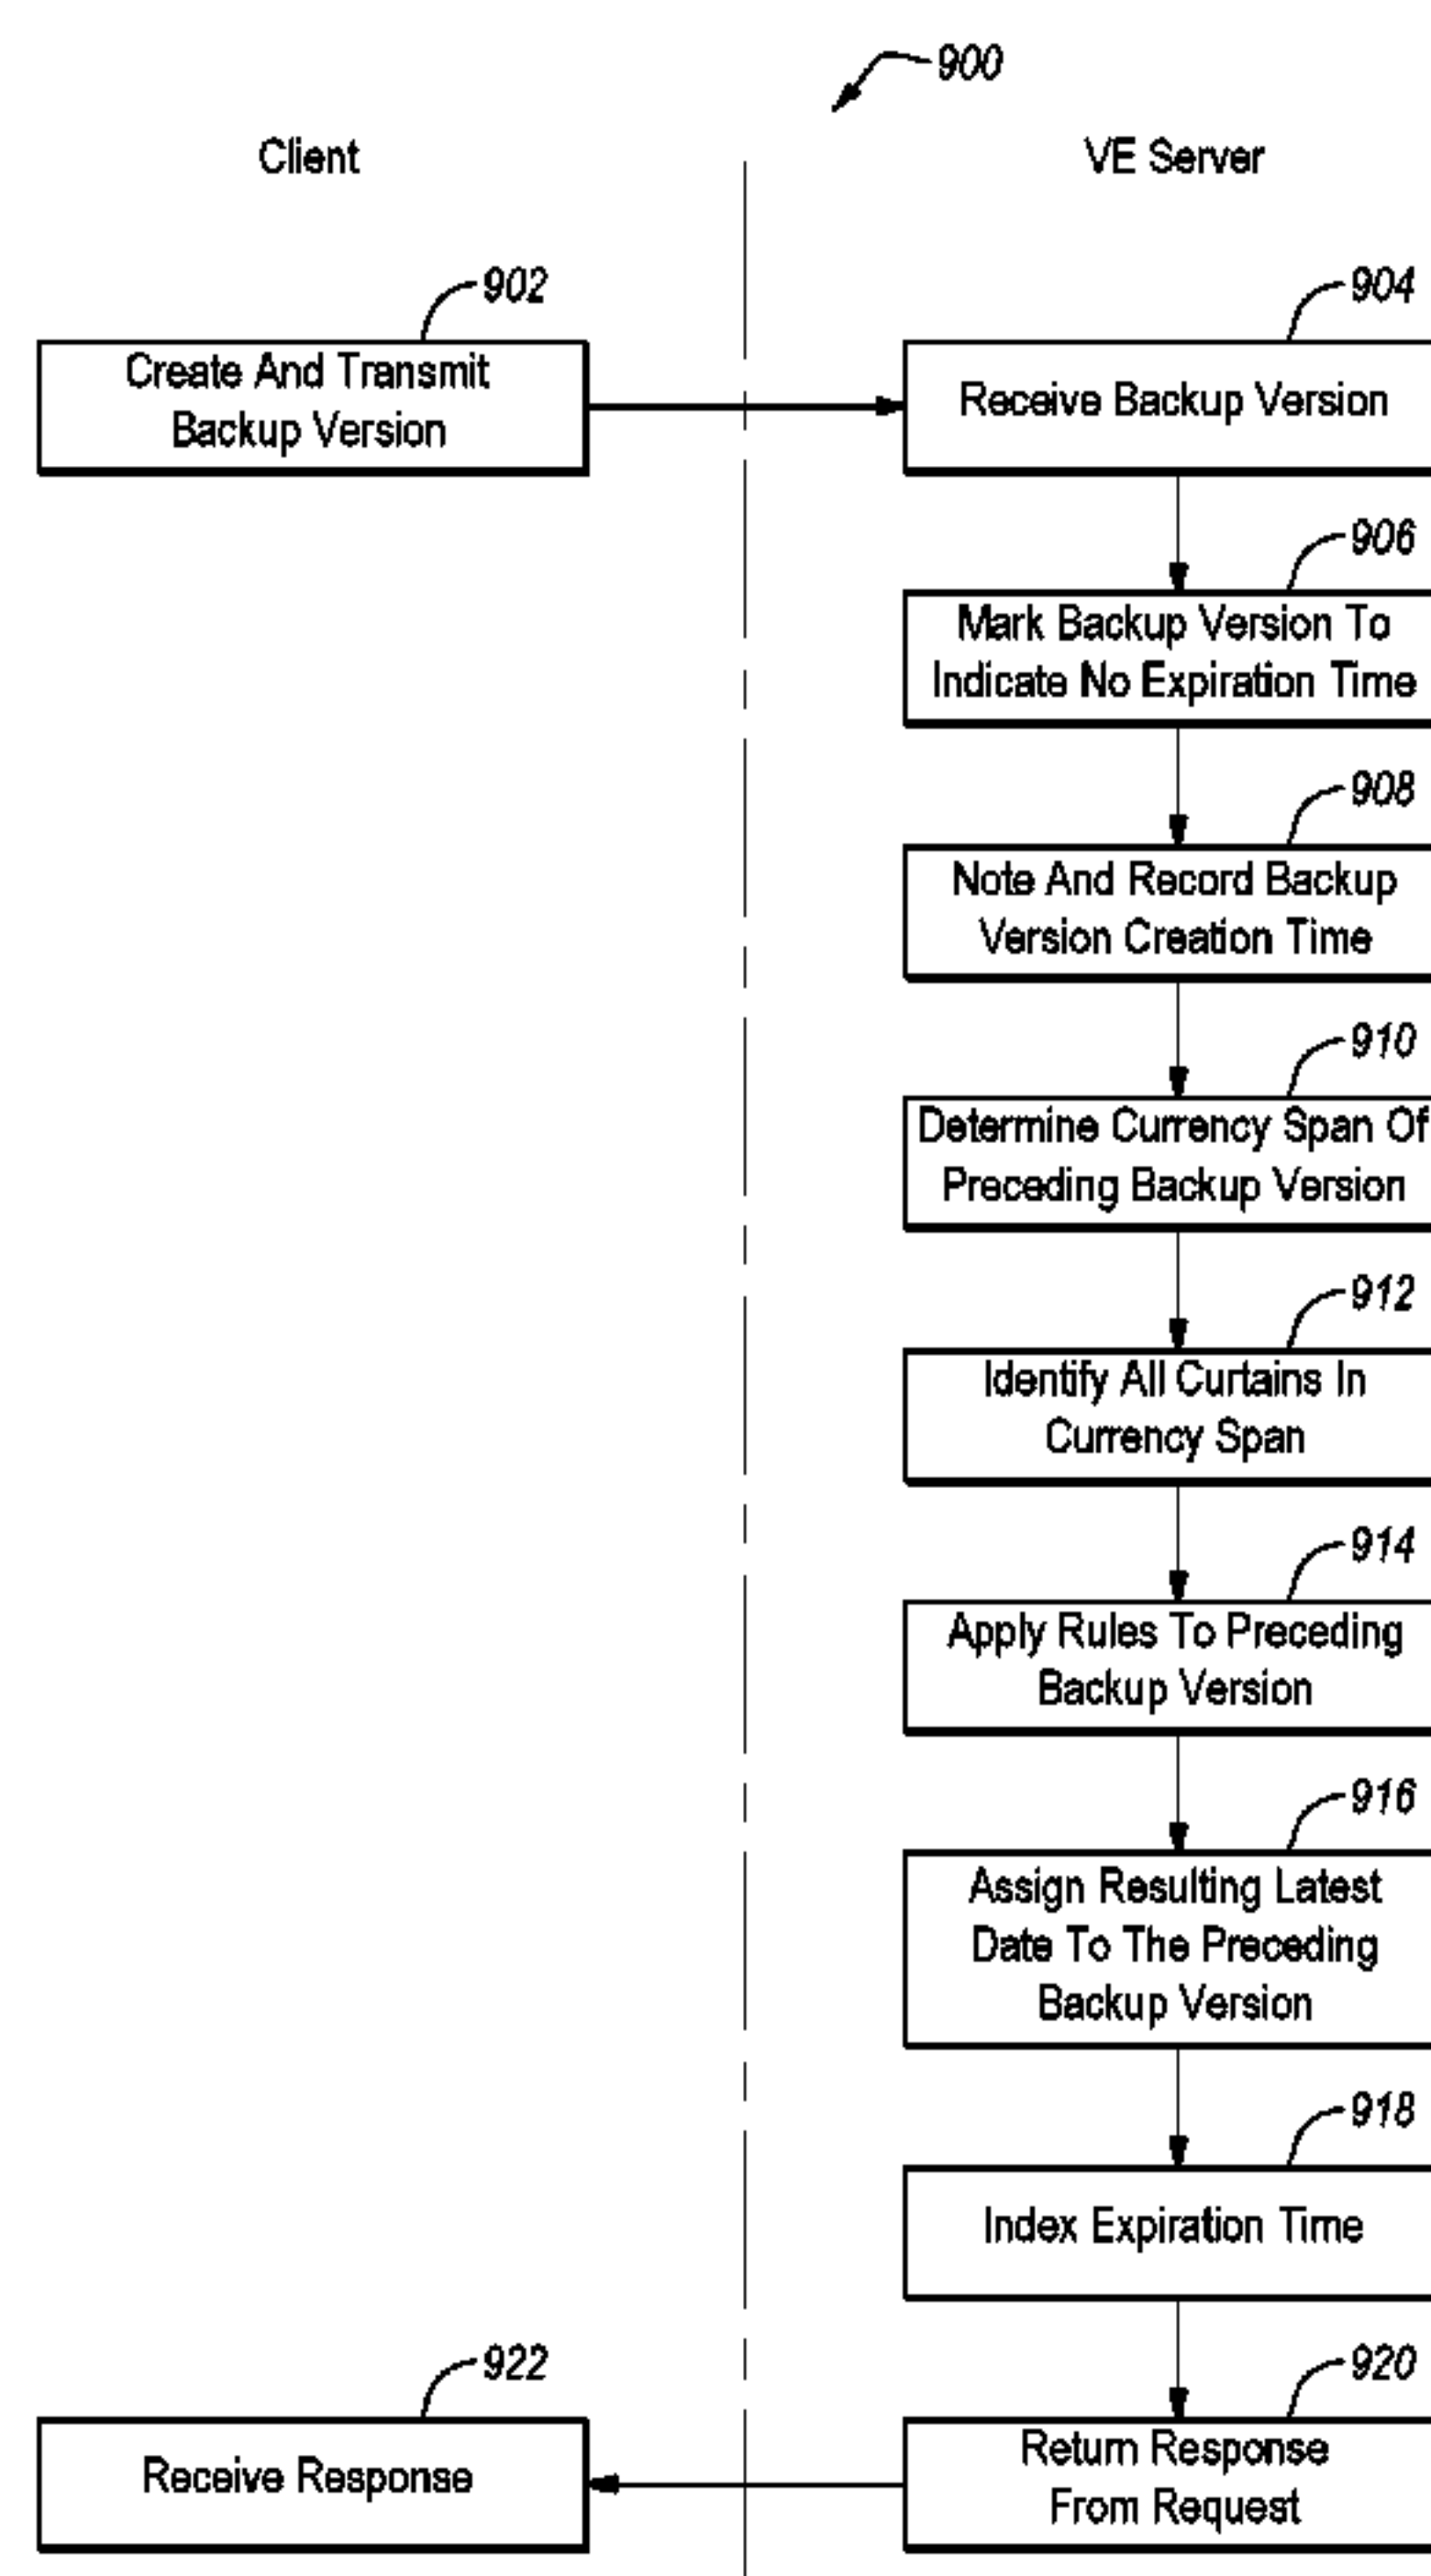 900
Client
VE Server
902
904
Create And Transmit
Backup Version
Receive Backup Version
906
Mark Backup Version To
Indicate No Expiration Time
908
Note And Record Backup
Version Creation Time
910
Determine Currency Span Of
Preceding Backup Version
912
Identify All Curtains In
Currency Span
914
Apply Rules To Preceding
Backup Version
916
Assign Resulting Latest
Date To The Preceding
Backup Version
918
Index Expiration Time
922
920
Receive Response
Return Response
From Request